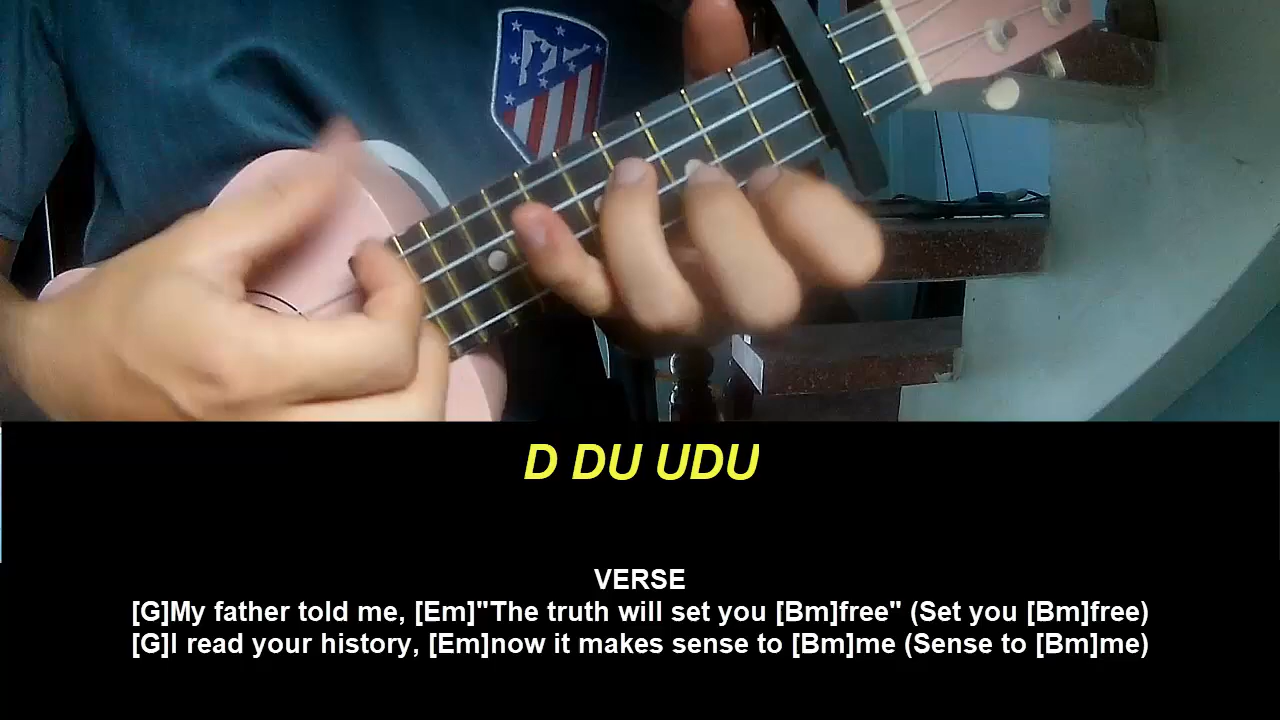 D DU UDU
VERSE
[G]My father told me, [Em]"The truth will set you [Bm]free" (Set you [Bm]free)
[G]I read your history, [Em]now it makes sense to [Bm]me (Sense to [Bm]me)